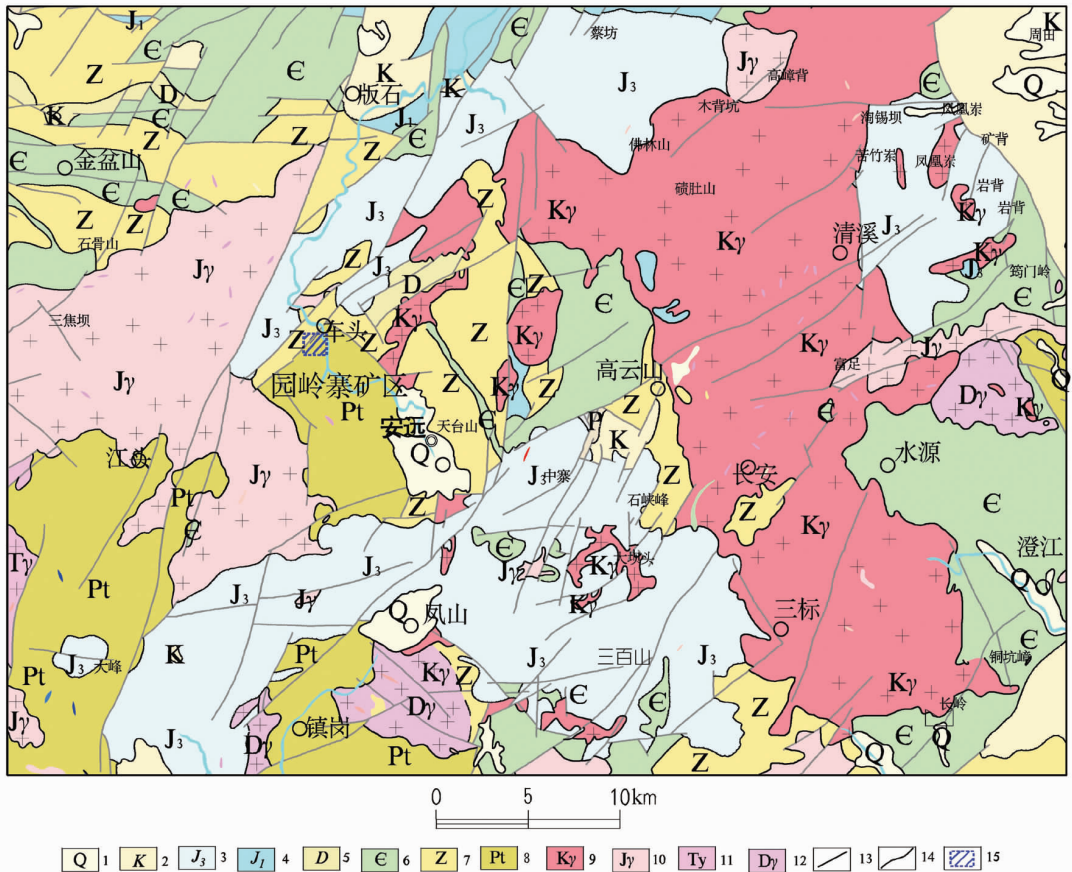 J₁
Є
Z
Є
K
版石
J₁
Є
K
J₃
Є
蔡坊
J₃
Jγ
高嶂背
木背坑
佛林山
K
周田
Q
Є
淘锡坝
凤凰岽
矿背
苦竹岽
凤凰岽
岩背
岩背
Kγ
J₃
Kγ
筠门岭
Є
D
K
Є
Z
Z
Z
Є
金盆山
Є
Є
Z
Z
石骨山
Jγ
三焦坝
Jγ
J₃
Z
J₃
D
Kγ
Z
Kγ
Є
Z
Є
Kγ
碛肚山
Kγ
清溪
Kγ
J₃
Z
车头
Z
园岭寨矿区
Pt
Z
Kγ
Kγ
Z
Є
高云山
Z
P
K
富足
Jγ
Dγ
Kγ
Q
Є
安远
天台山
Q
J₃
中寨
石峡峰
Z
长安
Z
Kγ
水源
Є
江头
Pt
Jγ
Є
Z
Tγ
Pt
J₃
J₃
Jγ
Є
Jγ
Kγ
Kγ
澄江
Q
Q
凤山
三标
J₃
天峰
K
Pt
Pt
Kγ
Z
Dγ
J₃
三百山
J₃
Є
Є
Z
Kγ
铜坑嶂
Є
长岭
Jγ
J₃
Dγ
镇岗
Pt
Z
Q
Є
Q
0 5 10km
Q 1 K 2 J₃ 3 J₁ 4 D 5 Є 6 Z 7 Pt 8 Kγ 9 Jγ 10 Ty 11 Dγ 12 13 14 15